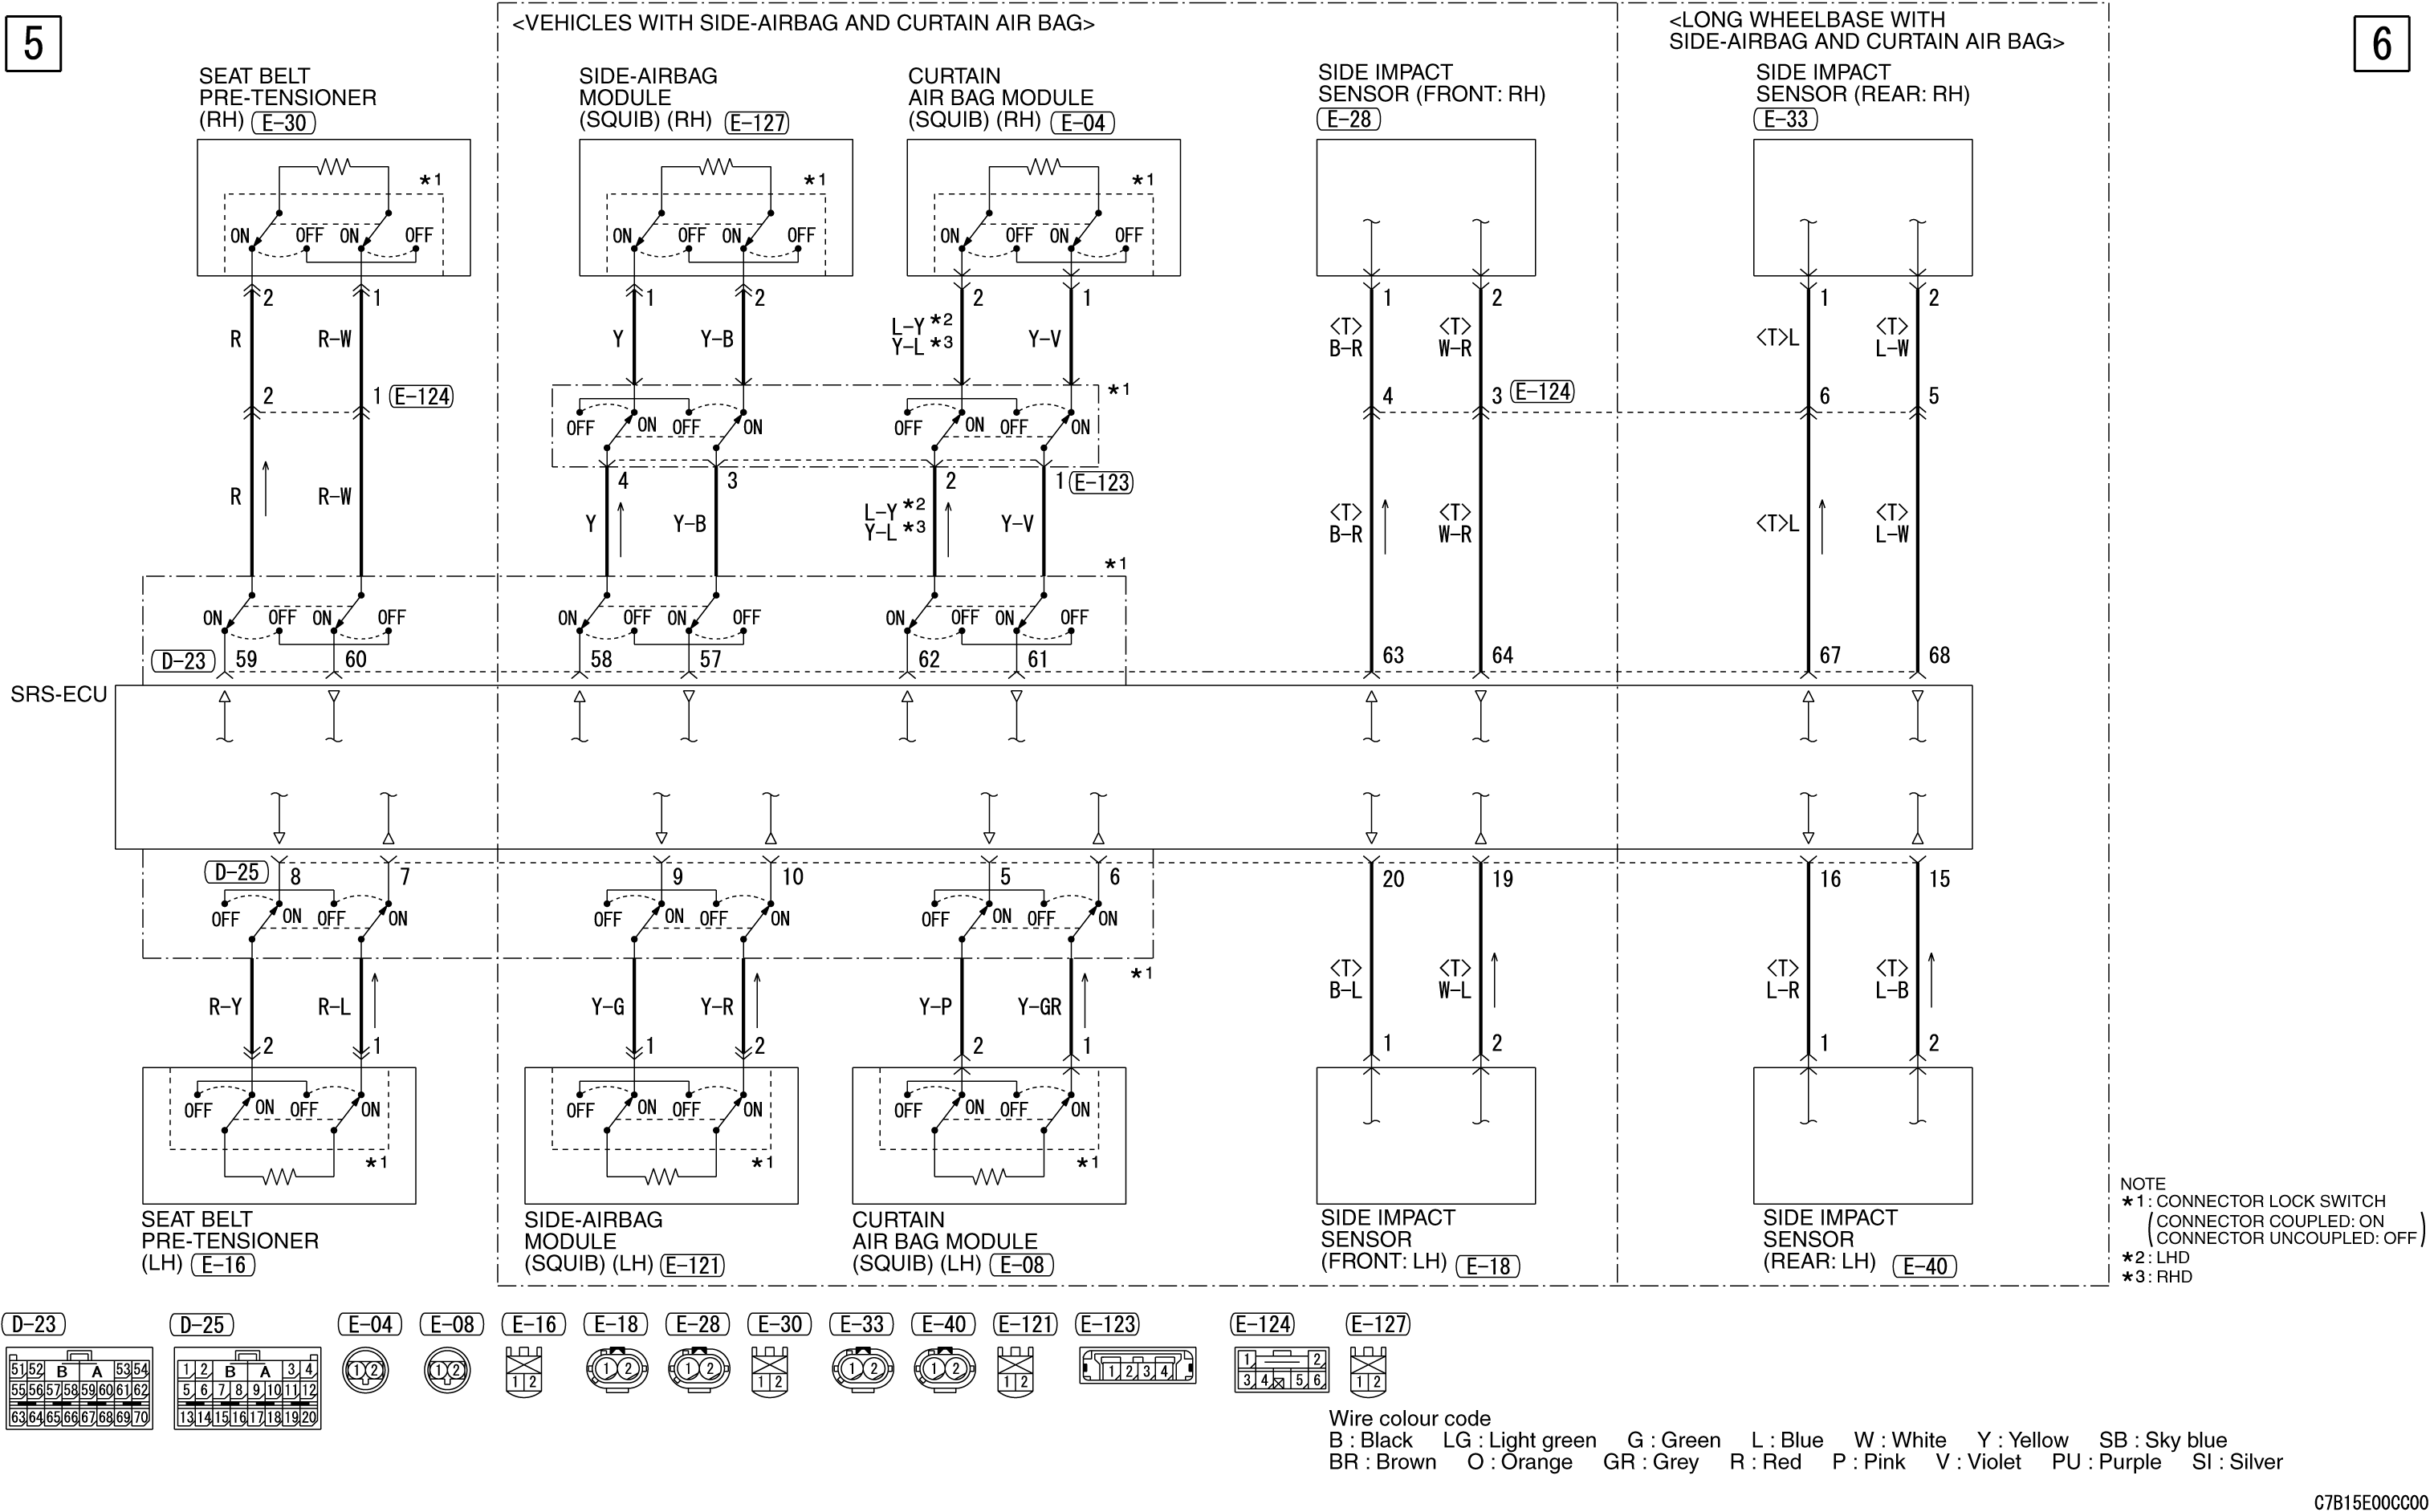 5
<VEHICLES WITH SIDE-AIRBAG AND CURTAIN AIR BAG>
<LONG WHEELBASE WITH
SIDE-AIRBAG AND CURTAIN AIR BAG>
6
SEAT BELT
PRE-TENSIONER
(RH) E-30
SIDE-AIRBAG
MODULE
(SQUIB) (RH) E-127
CURTAIN
AIR BAG MODULE
(SQUIB) (RH) E-04
SIDE IMPACT
SENSOR (FRONT: RH)
E-28
SIDE IMPACT
SENSOR (REAR: RH)
E-33
*1 *1 *1
ON OFF ON OFF ON OFF ON OFF ON OFF ON OFF
2 1 1 2 2 1 1 2 1 2
R R-W Y Y-B L-Y *2 Y-V <T> <T> <T>L <T>
Y-L *3 B-R W-R L-W
2 1 E-124 *1 4 3 E-124 6 5
OFF ON OFF ON OFF ON OFF ON
4 3 2 1 E-123
R R-W Y Y-B L-Y *2 Y-V <T> <T> <T>L <T>
Y-L *3 B-R W-R L-W
*1
ON OFF ON OFF ON OFF ON OFF ON OFF ON OFF
D-23 59 60 58 57 62 61 63 64 67 68
SRS-ECU
D-25 8 7 9 10 5 6 20 19 16 15
OFF ON OFF ON OFF ON OFF ON OFF ON OFF ON
*1
R-Y R-L Y-G Y-R Y-P Y-GR <T> <T> <T> <T>
B-L W-L L-R L-B
2 1 1 2 2 1 1 2 1 2
OFF ON OFF ON OFF ON OFF ON OFF ON OFF ON
*1 *1 *1
SEAT BELT
PRE-TENSIONER
(LH) E-16
SIDE-AIRBAG
MODULE
(SQUIB) (LH) E-121
CURTAIN
AIR BAG MODULE
(SQUIB) (LH) E-08
SIDE IMPACT
SENSOR
(FRONT: LH) E-18
SIDE IMPACT
SENSOR
(REAR: LH) E-40
NOTE
*1: CONNECTOR LOCK SWITCH
(CONNECTOR COUPLED: ON
CONNECTOR UNCOUPLED: OFF)
*2: LHD
*3: RHD
D-23 D-25 E-04 E-08 E-16 E-18 E-28 E-30 E-33 E-40 E-121 E-123 E-124 E-127
51 52 B A 53 54
55 56 57 58 59 60 61 62
63 64 65 66 67 68 69 70
1 2 B A 3 4
5 6 7 8 9 10 11 12
13 14 15 16 17 18 19 20
1 2
1 2
1 2
1 2
1 2
1 2
1 2
1 2
1 2
1 2 3 4
1 2
3 4 5 6
1 2
Wire colour code
B : Black LG : Light green G : Green L : Blue W : White Y : Yellow SB : Sky blue
BR : Brown O : Orange GR : Grey R : Red P : Pink V : Violet PU : Purple SI : Silver
C7B15E00CC00